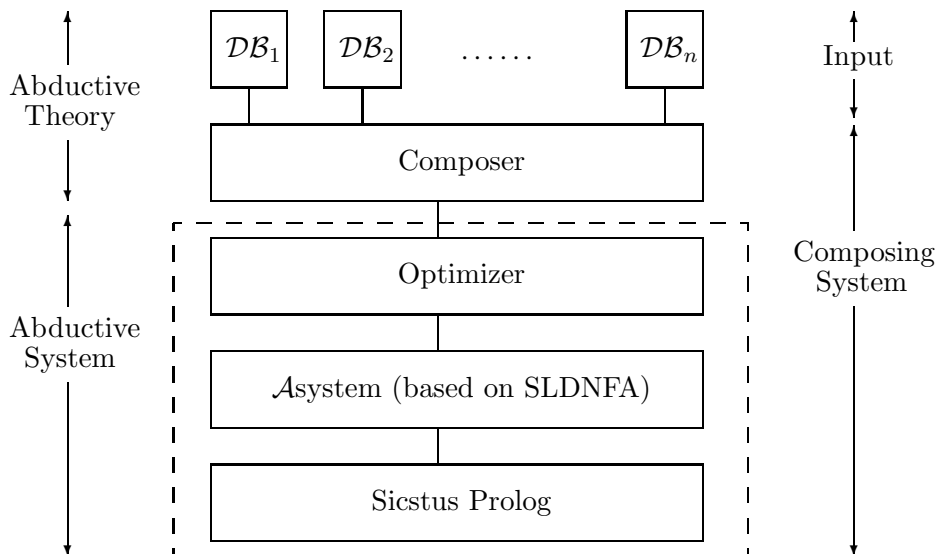 𝒟ℬ₁ 𝒟ℬ₂ ...... 𝒟ℬₙ
Input
Abductive
Theory
Composer
Optimizer
Composing
System
Abductive
System
𝒜system (based on SLDNFA)
Sicstus Prolog